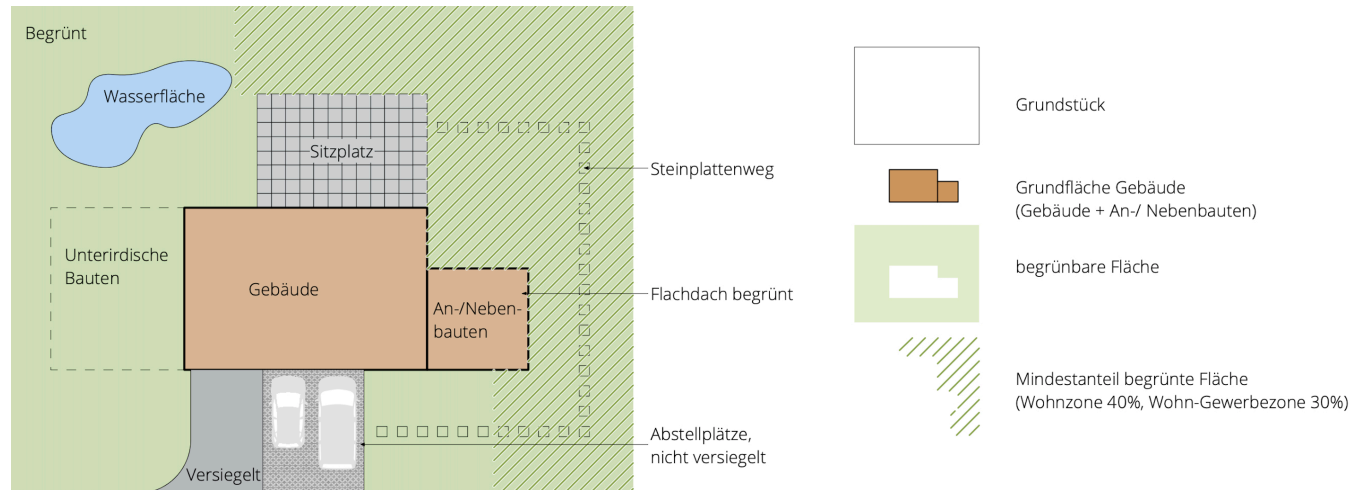 Begrünt
Wasserfläche
Sitzplatz
Steinplattenweg
Unterirdische
Bauten
Gebäude
Flachdach begrünt
An-/Neben-
bauten
Abstellplätze,
nicht versiegelt
Versiegelt
Grundstück
Grundfläche Gebäude
(Gebäude + An-/ Nebenbauten)
begrünbare Fläche
Mindestanteil begrünte Fläche
(Wohnzone 40%, Wohn-Gewerbezone 30%)